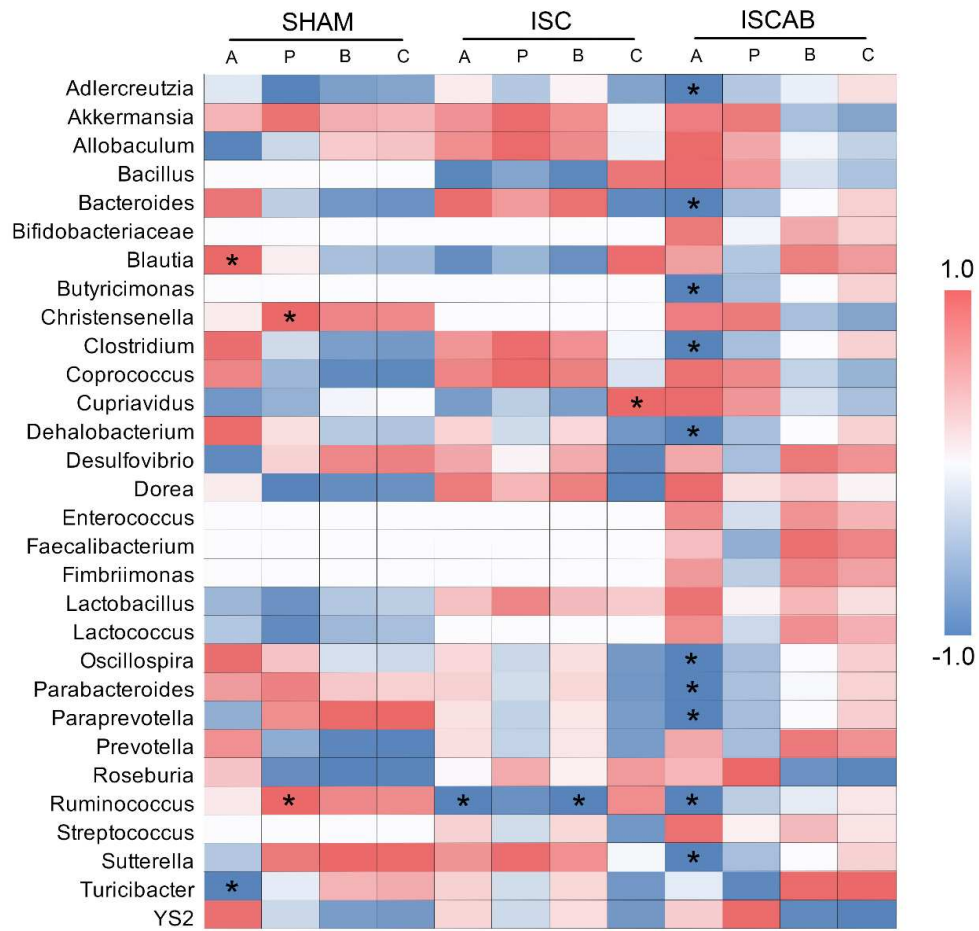 SHAM ISC ISCAB
A P B C A P B C A P B C
Adlercreutzia *
Akkermansia
Allobaculum
Bacillus
Bacteroides *
Bifidobacteriaceae
Blautia *
Butyricimonas *
Christensenella *
Clostridium *
Coprococcus
Cupriavidus *
Dehalobacterium *
Desulfovibrio
Dorea
Enterococcus
Faecalibacterium
Fimbriimonas
Lactobacillus
Lactococcus
Oscillospira *
Parabacteroides *
Paraprevotella *
Prevotella
Roseburia
Ruminococcus * * * *
Streptococcus
Sutterella *
Turicibacter *
YS2
1.0
-1.0